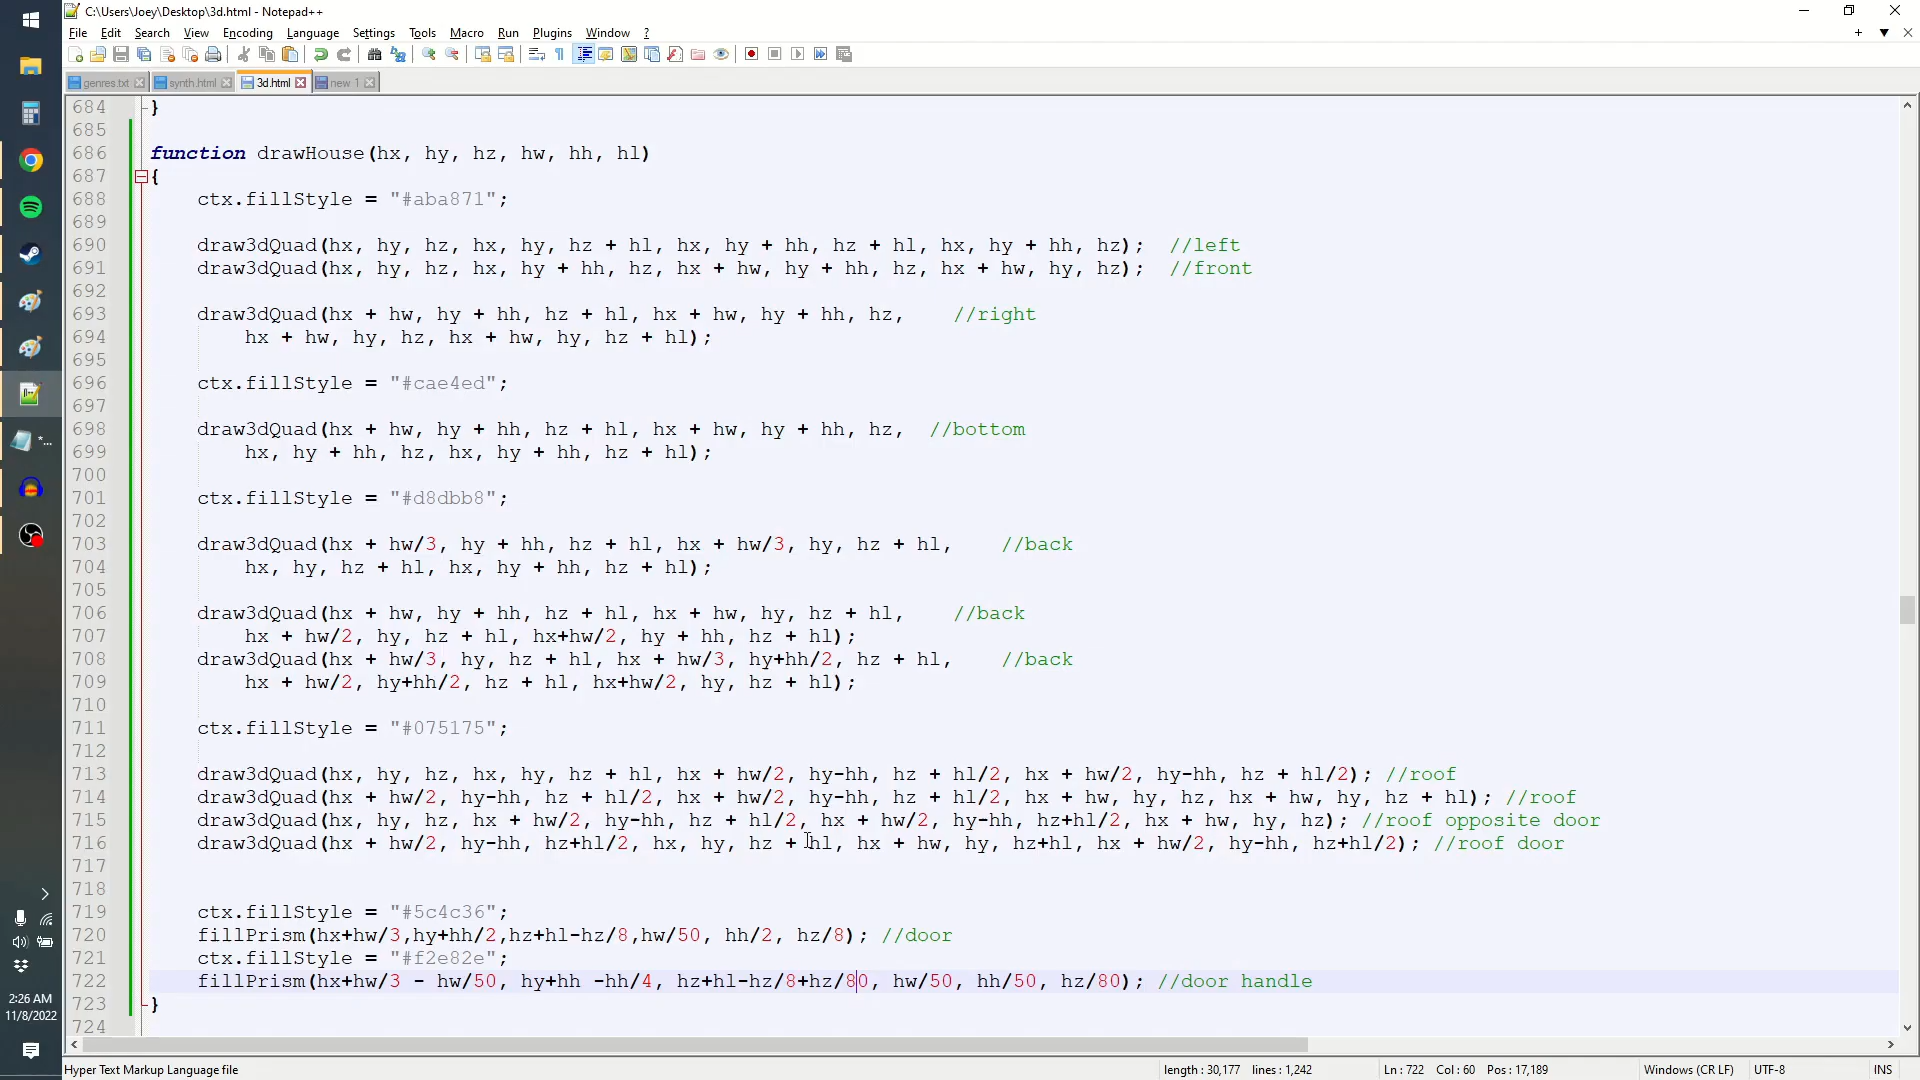 C:\Users\Joey\Desktop\3d.html - Notepad++
File Edit Search View Encoding Language Settings Tools Macro Run Plugins Window ?
genres.txt synth.html 3d.html new 1
684 }
685
686 function drawHouse(hx, hy, hz, hw, hh, hl)
687 {
688 ctx.fillStyle = "#aba871";
689
690 draw3dQuad(hx, hy, hz, hx, hy, hz + hl, hx, hy + hh, hz + hl, hx, hy + hh, hz); //left
691 draw3dQuad(hx, hy, hz, hx, hy + hh, hz, hx + hw, hy + hh, hz, hx + hw, hy, hz); //front
692
693 draw3dQuad(hx + hw, hy + hh, hz + hl, hx + hw, hy + hh, hz, //right
694 hx + hw, hy, hz, hx + hw, hy, hz + hl);
695
696 ctx.fillStyle = "#cae4ed";
697
698 draw3dQuad(hx + hw, hy + hh, hz + hl, hx + hw, hy + hh, hz, //bottom
699 hx, hy + hh, hz, hx, hy + hh, hz + hl);
700
701 ctx.fillStyle = "#d8dbb8";
702
703 draw3dQuad(hx + hw/3, hy + hh, hz + hl, hx + hw/3, hy, hz + hl, //back
704 hx, hy, hz + hl, hx, hy + hh, hz + hl);
705
706 draw3dQuad(hx + hw, hy + hh, hz + hl, hx + hw, hy, hz + hl, //back
707 hx + hw/2, hy, hz + hl, hx+hw/2, hy + hh, hz + hl);
708 draw3dQuad(hx + hw/3, hy, hz + hl, hx + hw/3, hy+hh/2, hz + hl, //back
709 hx + hw/2, hy+hh/2, hz + hl, hx+hw/2, hy, hz + hl);
710
711 ctx.fillStyle = "#075175";
712
713 draw3dQuad(hx, hy, hz, hx, hy, hz + hl, hx + hw/2, hy-hh, hz + hl/2, hx + hw/2, hy-hh, hz + hl/2); //roof
714 draw3dQuad(hx + hw/2, hy-hh, hz + hl/2, hx + hw/2, hy-hh, hz + hl/2, hx + hw, hy, hz, hx + hw, hy, hz + hl); //roof
715 draw3dQuad(hx, hy, hz, hx + hw/2, hy-hh, hz + hl/2, hx + hw/2, hy-hh, hz+hl/2, hx + hw, hy, hz); //roof opposite door
716 draw3dQuad(hx + hw/2, hy-hh, hz+hl/2, hx, hy, hz + hl, hx + hw, hy, hz+hl, hx + hw/2, hy-hh, hz+hl/2); //roof door
717
718
719 ctx.fillStyle = "#5c4c36";
720 fillPrism(hx+hw/3,hy+hh/2,hz+hl-hz/8,hw/50, hh/2, hz/8); //door
721 ctx.fillStyle = "#f2e82e";
722 fillPrism(hx+hw/3 - hw/50, hy+hh -hh/4, hz+hl-hz/8+hz/80, hw/50, hh/50, hz/80); //door handle
723 }
724
2:26 AM
11/8/2022
Hyper Text Markup Language file length : 30,177 lines : 1,242 Ln : 722 Col : 60 Pos : 17,189 Windows (CR LF) UTF-8 INS